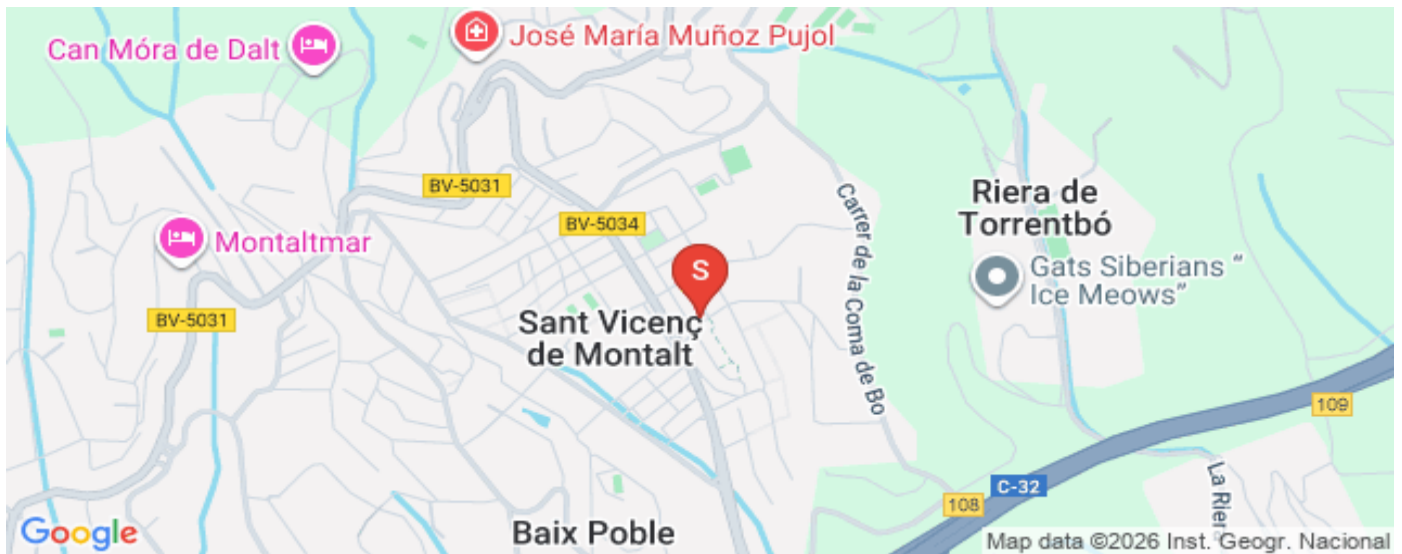 Can Móra de Dalt
José María Muñoz Pujol
BV-5031
BV-5034
Riera de
Torrentbó
Montaltmar
Carrer de la Coma de Bo
Gats Siberians "
Ice Meows"
S
BV-5031
Sant Vicenç
de Montalt
109
C-32
108
La Riera
Baix Poble
Google
Map data ©2026 Inst. Geogr. Nacional